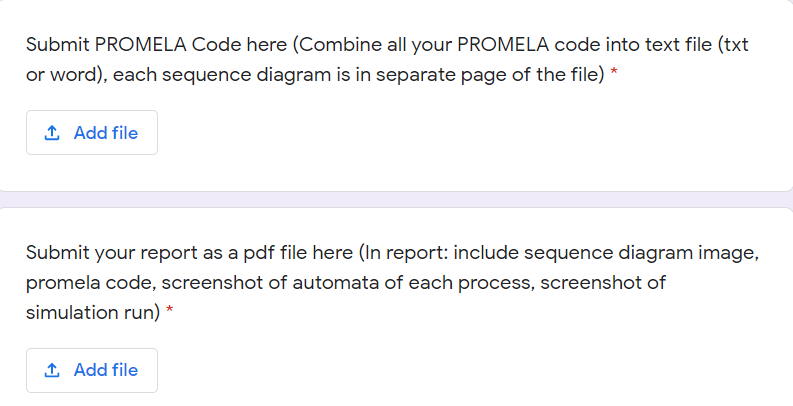 Submit PROMELA Code here (Combine all your PROMELA code into text file (txt
or word), each sequence diagram is in separate page of the file) *
Add file
Submit your report as a pdf file here (In report: include sequence diagram image,
promela code, screenshot of automata of each process, screenshot of
simulation run) *
Add file